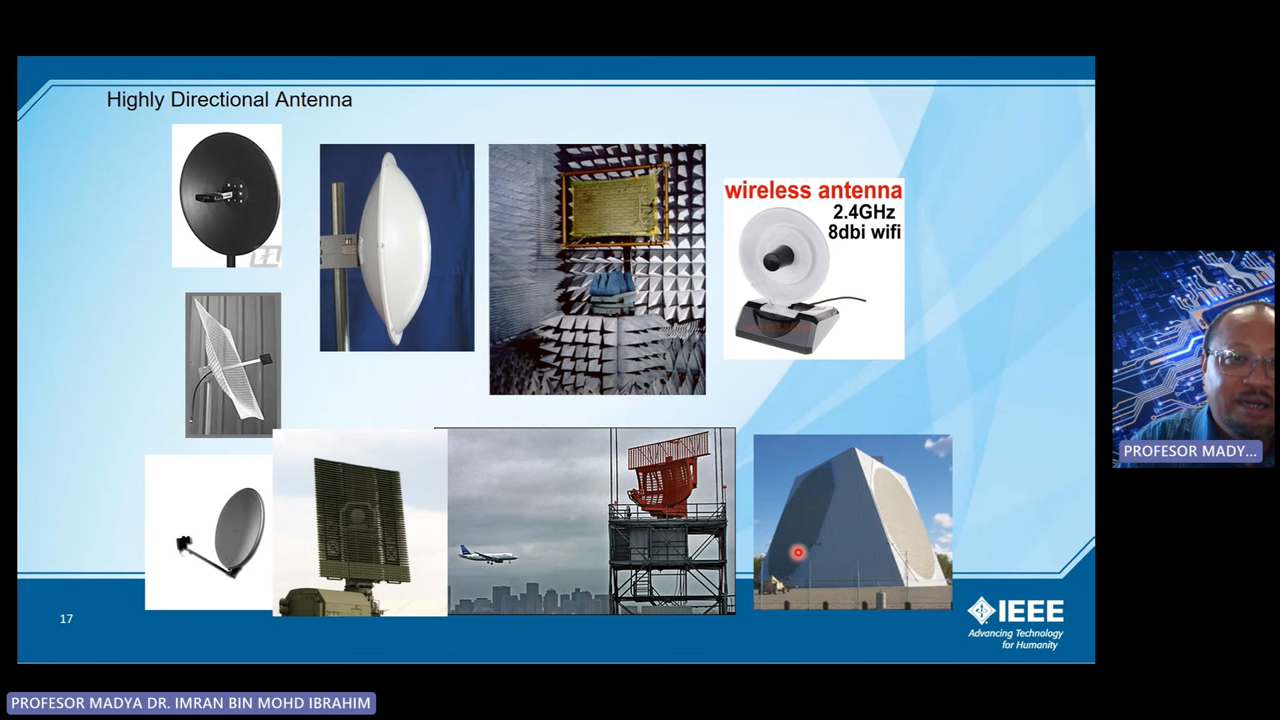 Highly Directional Antenna
wireless antenna
2.4GHz
8dbi wifi
PROFESOR MADY...
17
IEEE
Advancing Technology
for Humanity
PROFESOR MADYA DR. IMRAN BIN MOHD IBRAHIM